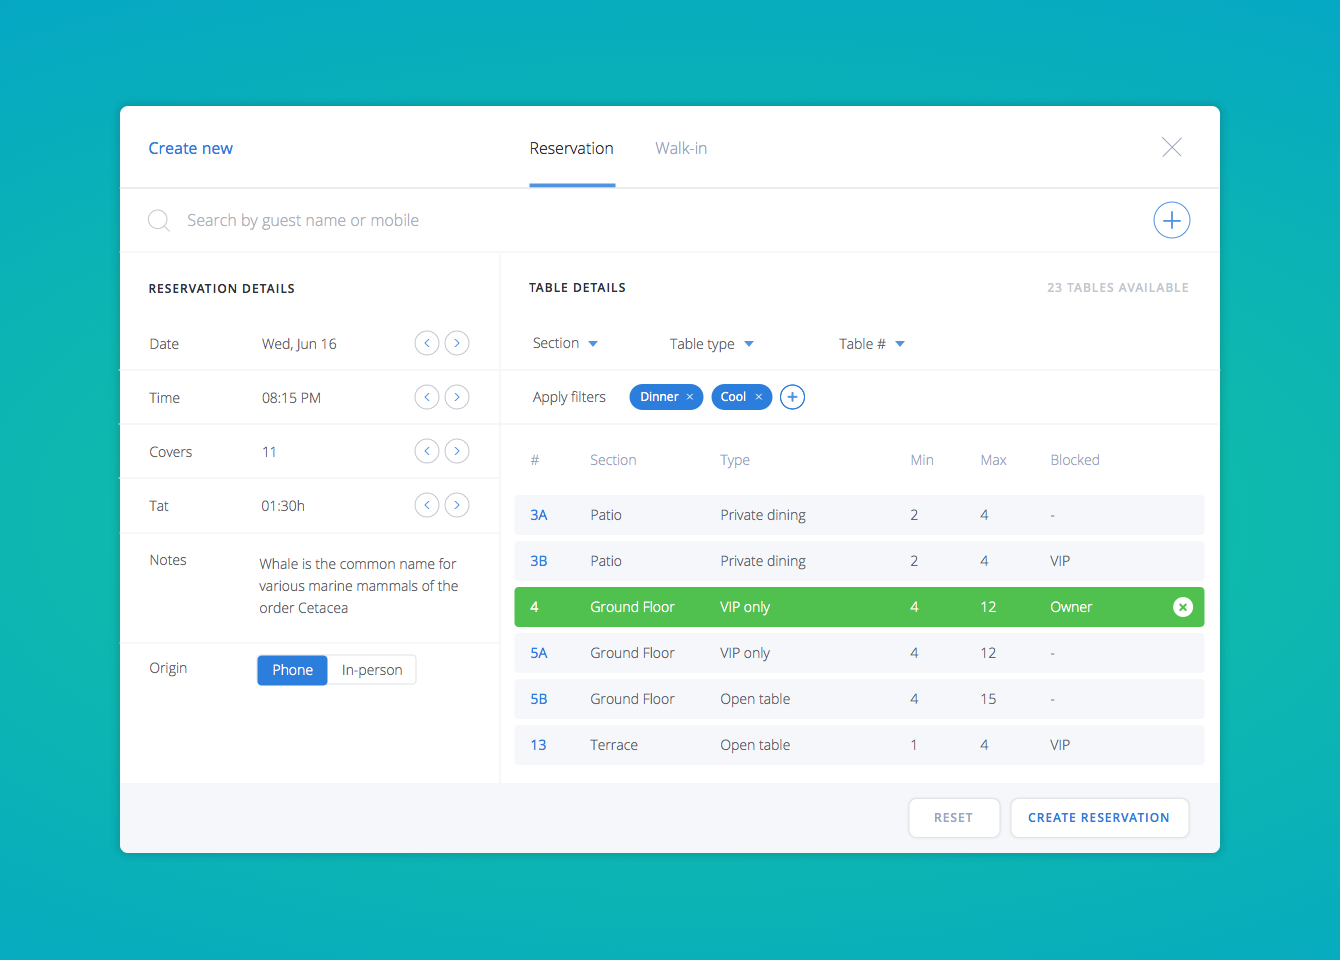 Create new
Reservation
Walk-in
Search by guest name or mobile
RESERVATION DETAILS
Date Wed, Jun 16
Time 08:15 PM
Covers 11
Tat 01:30h
Notes
Whale is the common name for
various marine mammals of the
order Cetacea
Origin Phone In-person
TABLE DETAILS
23 TABLES AVAILABLE
Section Table type Table #
Apply filters Dinner × Cool ×
# Section Type Min Max Blocked
3A Patio Private dining 2 4 -
3B Patio Private dining 2 4 VIP
4 Ground Floor VIP only 4 12 Owner
5A Ground Floor VIP only 4 12 -
5B Ground Floor Open table 4 15 -
13 Terrace Open table 1 4 VIP
RESET
CREATE RESERVATION